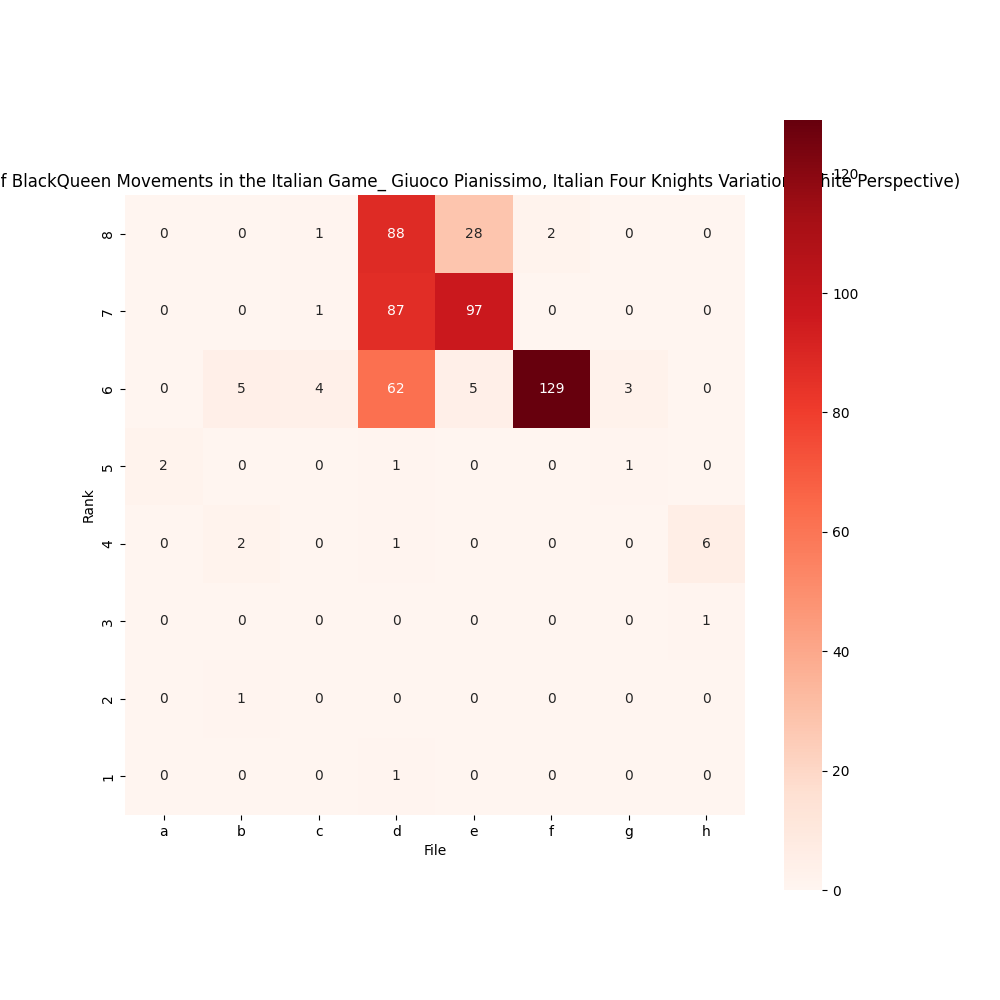 f BlackQueen Movements in the Italian Game_ Giuoco Pianissimo, Italian Four Knights Variation Perspective)
120
8 0 0 1 88 28 2 0 0
100
7 0 0 1 87 97 0 0 0
80
6 0 5 4 62 5 129 3 0
5 2 0 0 1 0 0 1 0
Rank
60
4 0 2 0 1 0 0 0 6
40
3 0 0 0 0 0 0 0 1
2 0 1 0 0 0 0 0 0
20
1 0 0 0 1 0 0 0 0
a b c d e f g h
File
0